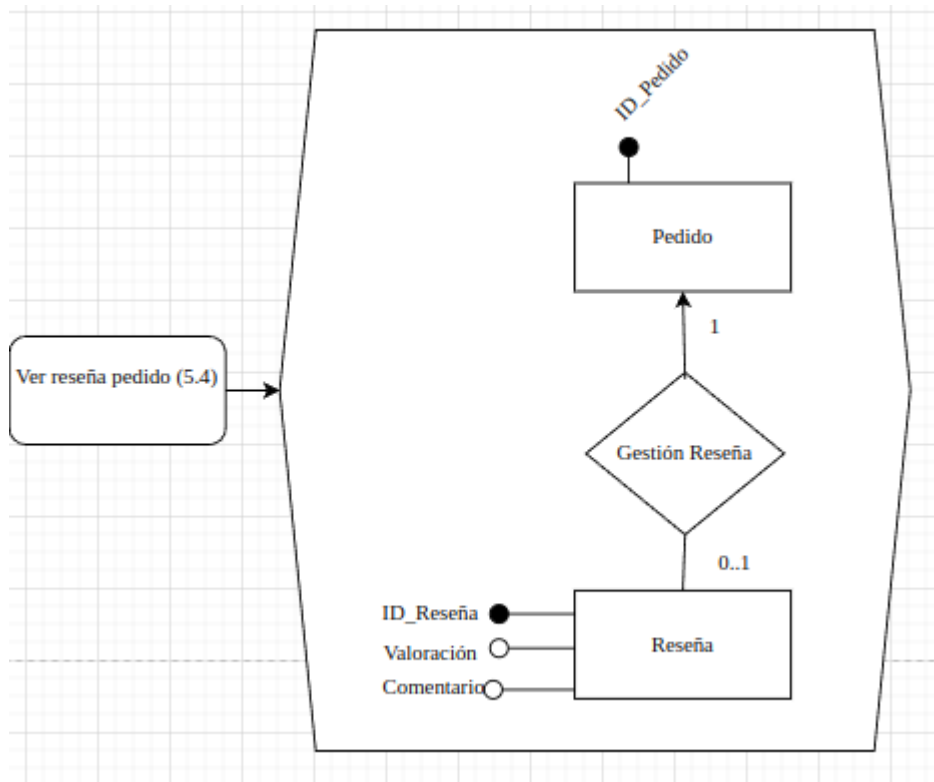 ID_Pedido
Pedido
1
Ver reseña pedido (5.4)
Gestión Reseña
0..1
ID_Reseña
Reseña
Valoración
Comentario